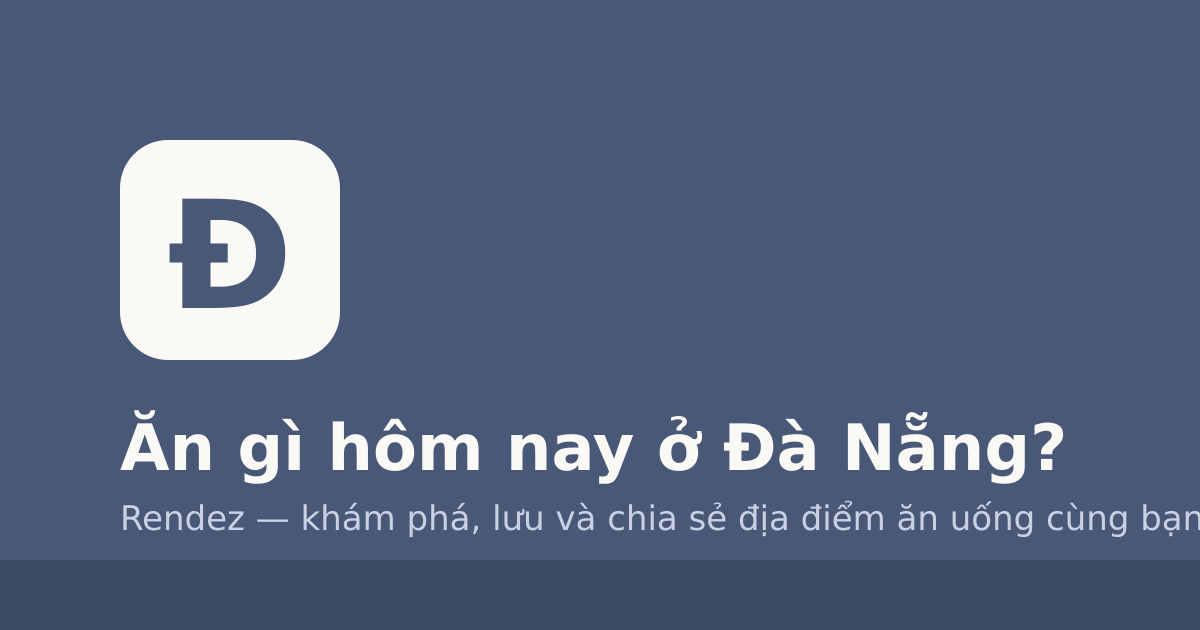 Đ
Ăn gì hôm nay ở Đà Nẵng?
Rendez — khám phá, lưu và chia sẻ địa điểm ăn uống cùng bạn